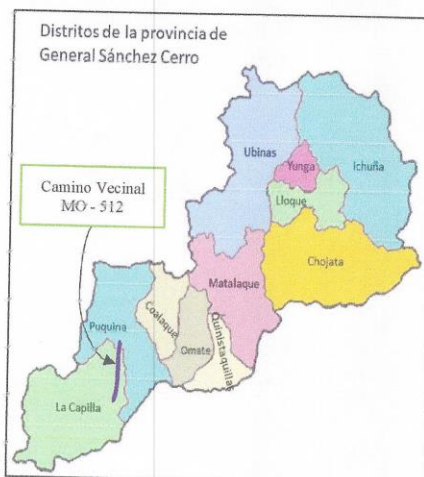 Distritos de la provincia de
General Sánchez Cerro
Ubinas
Yunga
Ichuña
Lloque
Camino Vecinal
MO - 512
Chojata
Matalaque
Coalaque
Puquina
Omate
Quinistaquillas
La Capilla